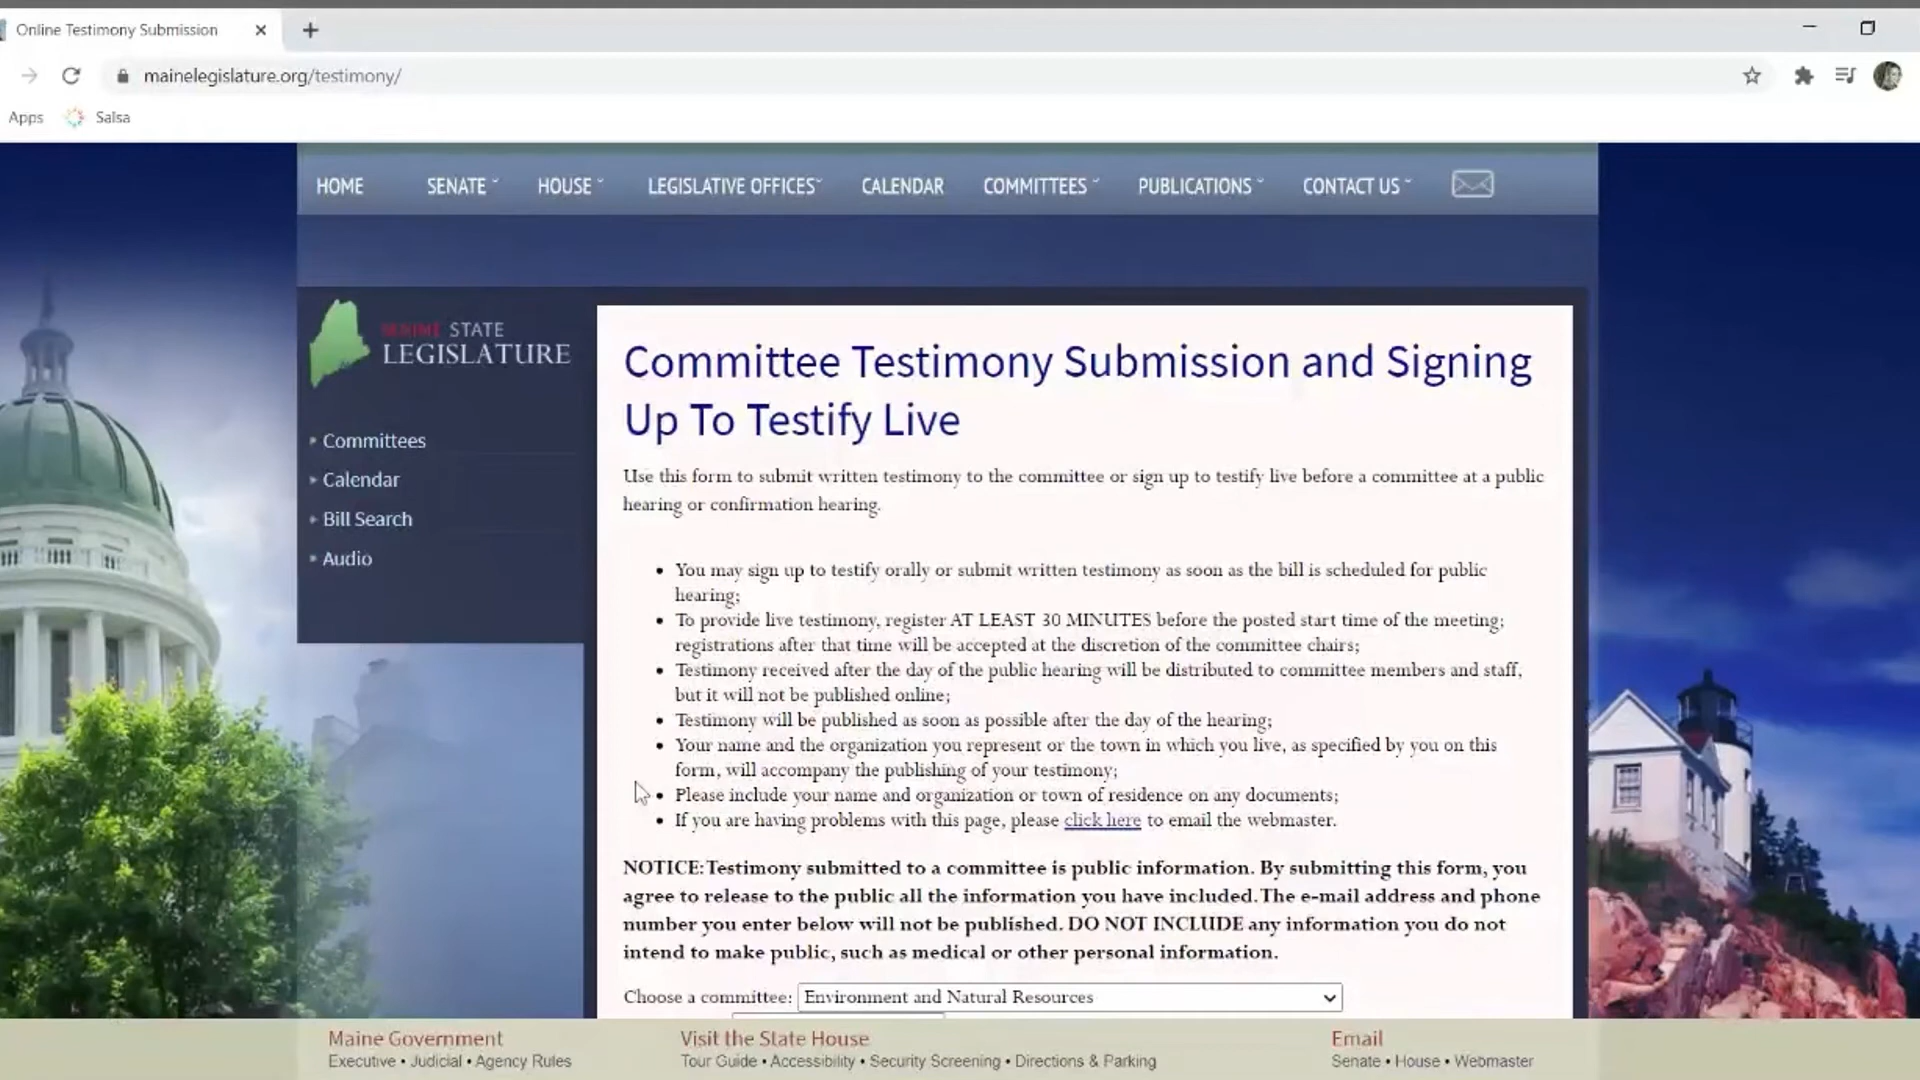 Online Testimony Submission
mainelegislature.org/testimony/
Apps Salsa
HOME SENATE HOUSE LEGISLATIVE OFFICES CALENDAR COMMITTEES PUBLICATIONS CONTACT US
MAINE STATE
LEGISLATURE
Committees
Calendar
Bill Search
Audio
Committee Testimony Submission and Signing
Up To Testify Live
Use this form to submit written testimony to the committee or sign up to testify live before a committee at a public
hearing or confirmation hearing.
• You may sign up to testify orally or submit written testimony as soon as the bill is scheduled for public
hearing;
• To provide live testimony, register AT LEAST 30 MINUTES before the posted start time of the meeting;
registrations after that time will be accepted at the discretion of the committee chairs;
• Testimony received after the day of the public hearing will be distributed to committee members and staff,
but it will not be published online;
• Testimony will be published as soon as possible after the day of the hearing;
• Your name and the organization you represent or the town in which you live, as specified by you on this
form, will accompany the publishing of your testimony;
• Please include your name and organization or town of residence on any documents;
• If you are having problems with this page, please click here to email the webmaster.
NOTICE: Testimony submitted to a committee is public information. By submitting this form, you
agree to release to the public all the information you have included. The e-mail address and phone
number you enter below will not be published. DO NOT INCLUDE any information you do not
intend to make public, such as medical or other personal information.
Choose a committee: Environment and Natural Resources
Maine Government
Executive • Judicial • Agency Rules
Visit the State House
Tour Guide • Accessibility • Security Screening • Directions & Parking
Email
Senate • House • Webmaster